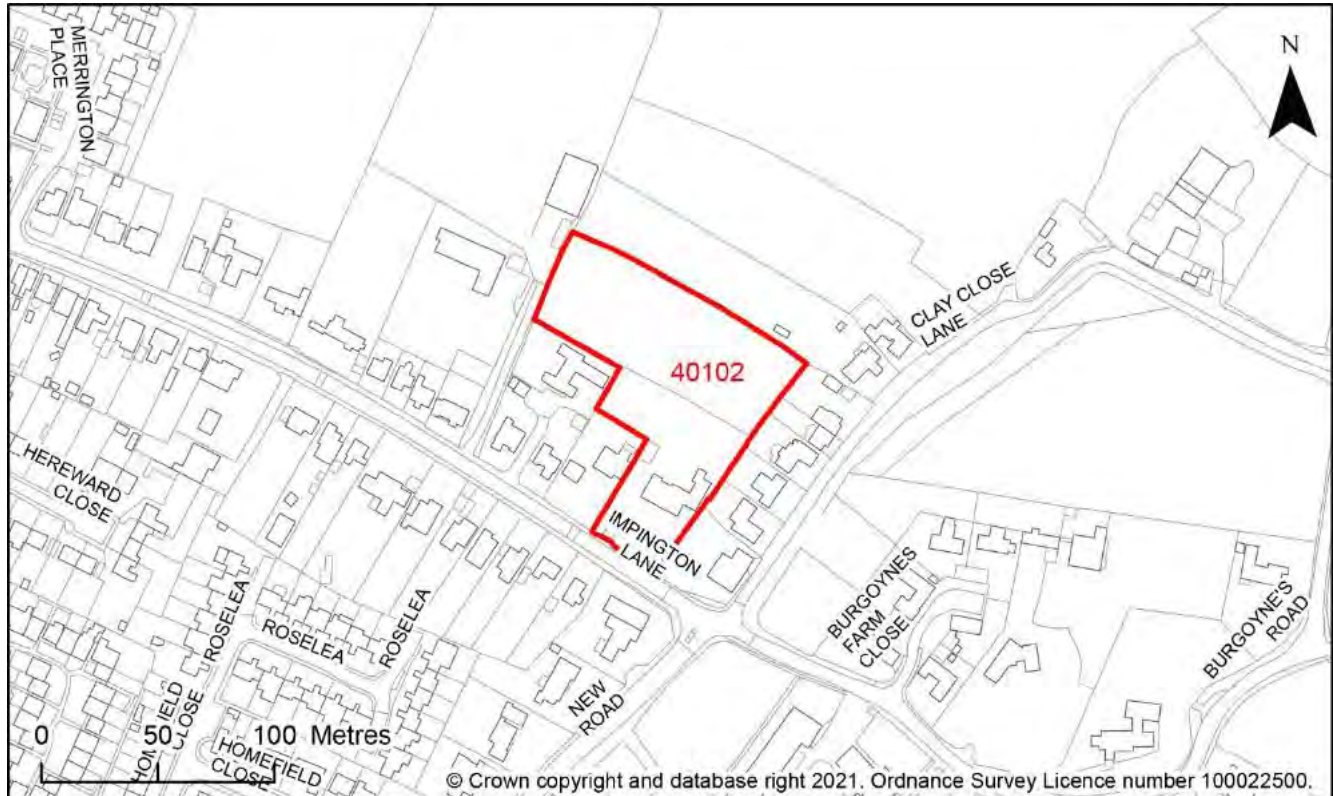 MERRINGTON
PLACE
N
CLAY CLOSE
LANE
40102
HEREWARD
CLOSE
IMPINGTON
LANE
ROSELEA
ROSELEA
ROSELEA
BURGOYNES
FARM
CLOSE
BURGOYNE'S
ROAD
NEW
ROAD
HOMEFIELD
CLOSE
HOMEFIELD
CLOSE
0 50 100 Metres
© Crown copyright and database right 2021. Ordnance Survey Licence number 100022500.